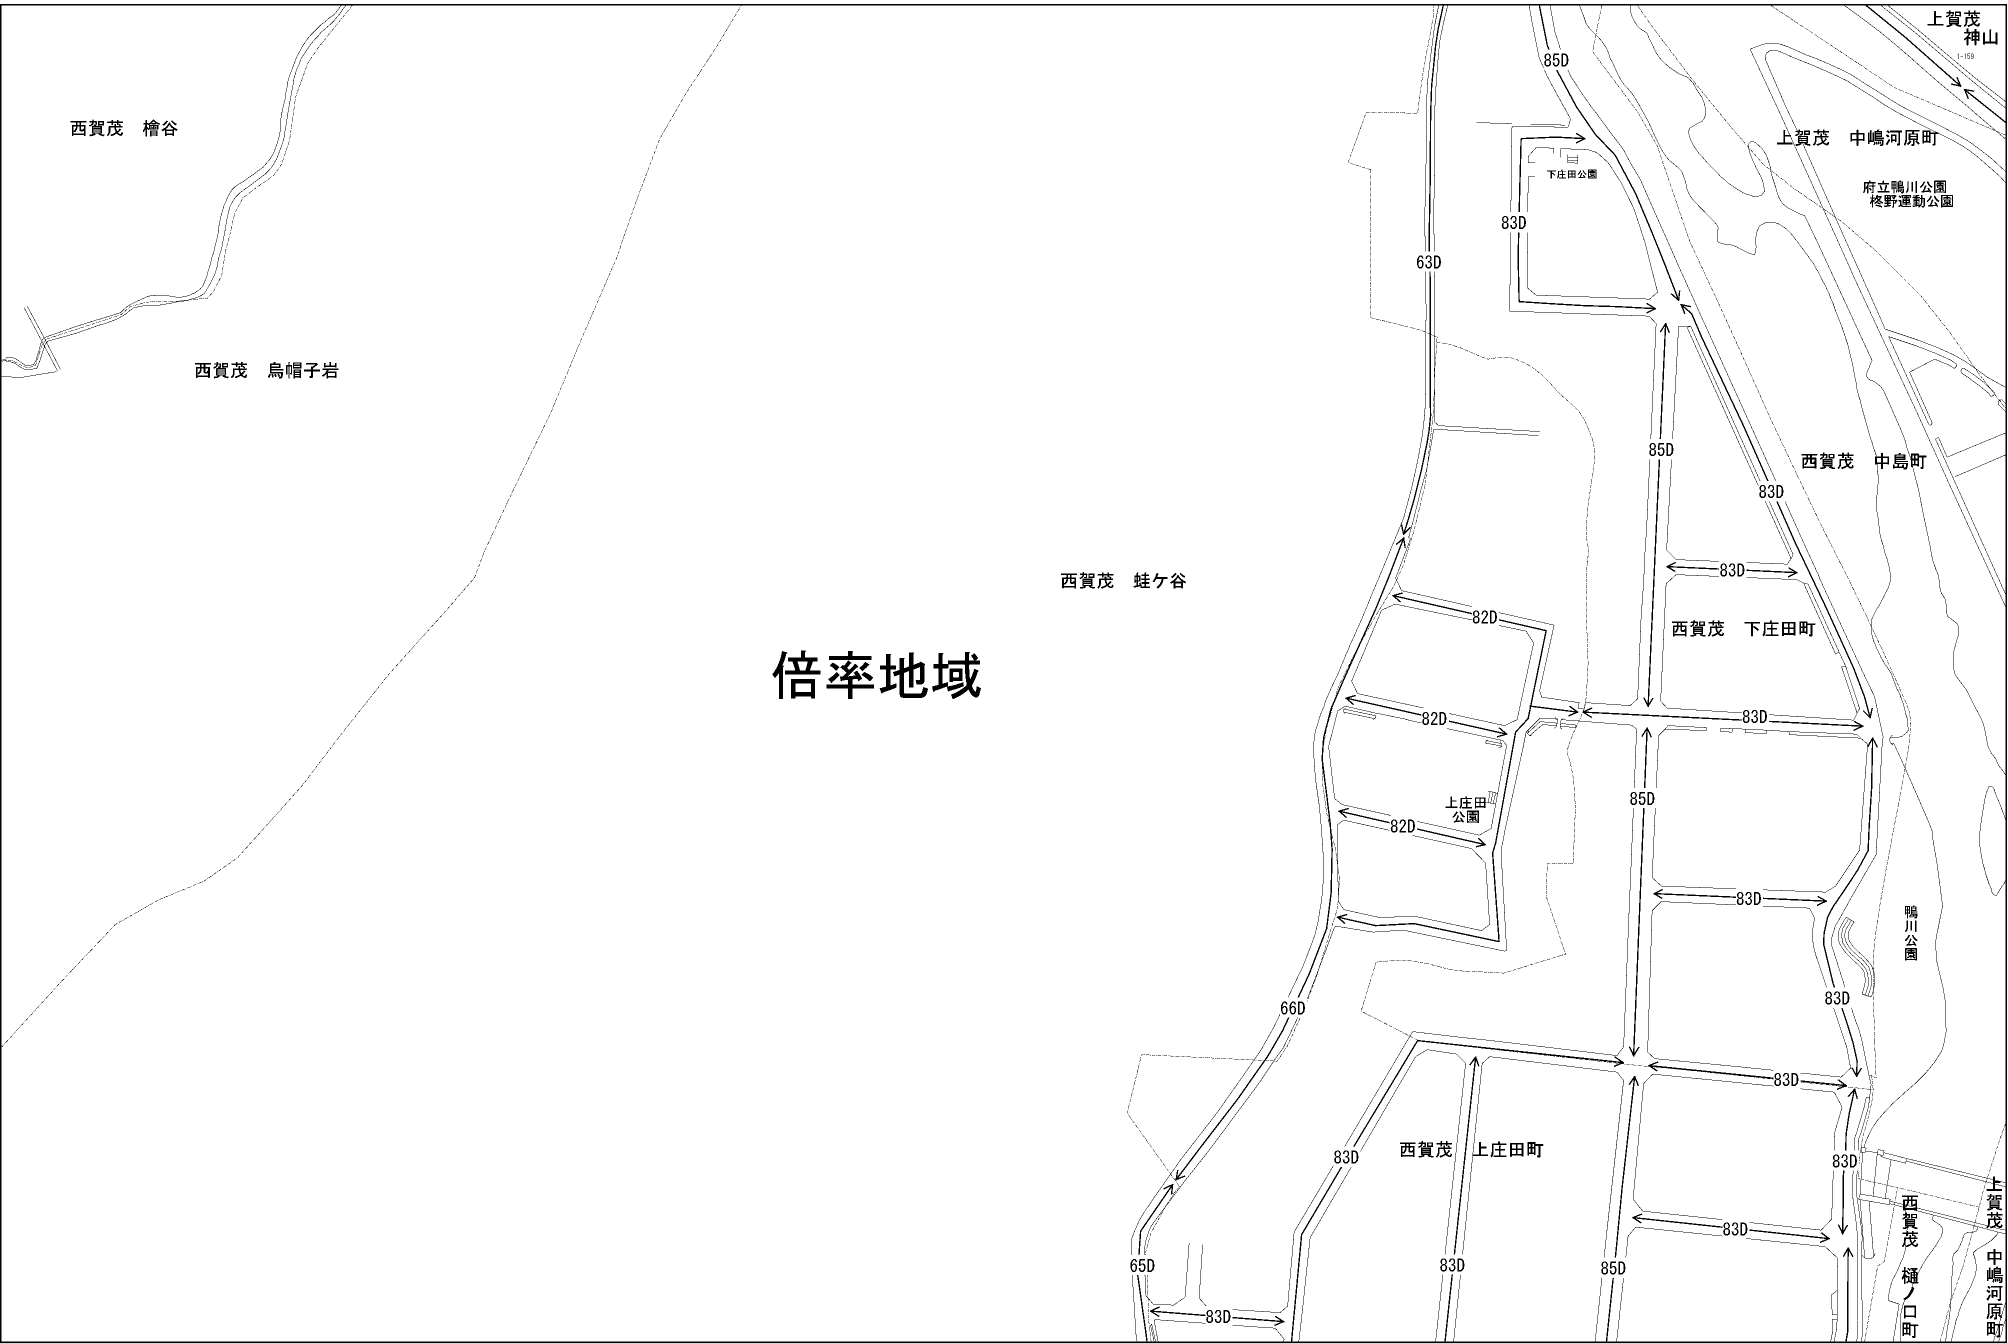 上賀茂
神山
1-159
85D
西賀茂　檜谷
上賀茂　中嶋河原町
下庄田公園
府立鴨川公園
柊野運動公園
83D
63D
西賀茂　烏帽子岩
85D
西賀茂　中島町
83D
83D
西賀茂　蛙ケ谷
82D
西賀茂　下庄田町
倍率地域
82D
83D
85D
上庄田
公園
82D
83D
鴨川公園
83D
66D
83D
西賀茂　上庄田町
83D
83D
83D
西賀茂　樋ノ口町
上賀茂　中嶋河原町
65D
83D
85D
83D